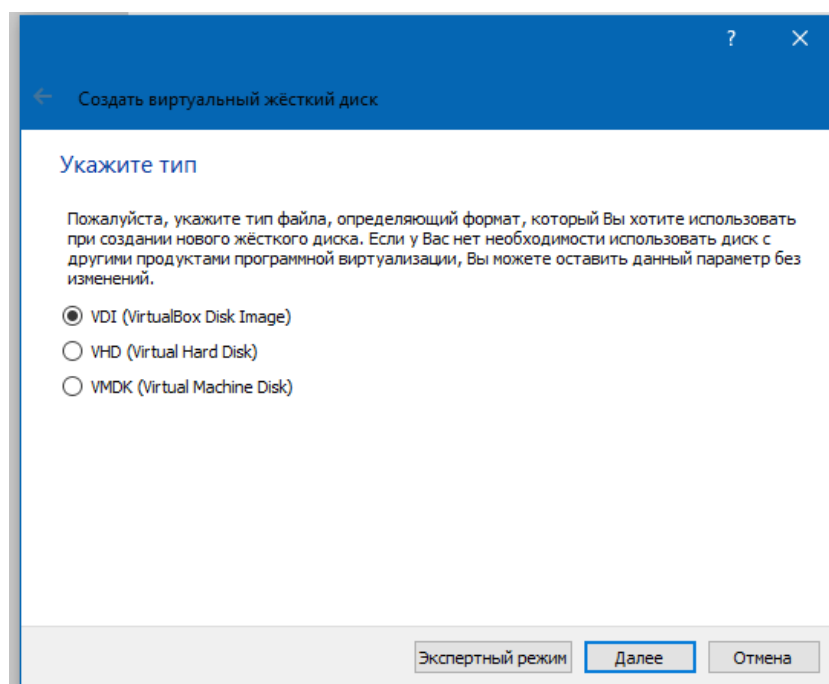 ?
Создать виртуальный жёсткий диск
Укажите тип
Пожалуйста, укажите тип файла, определяющий формат, который Вы хотите использовать
при создании нового жёсткого диска. Если у Вас нет необходимости использовать диск с
другими продуктами программной виртуализации, Вы можете оставить данный параметр без
изменений.
VDI (VirtualBox Disk Image)
VHD (Virtual Hard Disk)
VMDK (Virtual Machine Disk)
Экспертный режим Далее Отмена